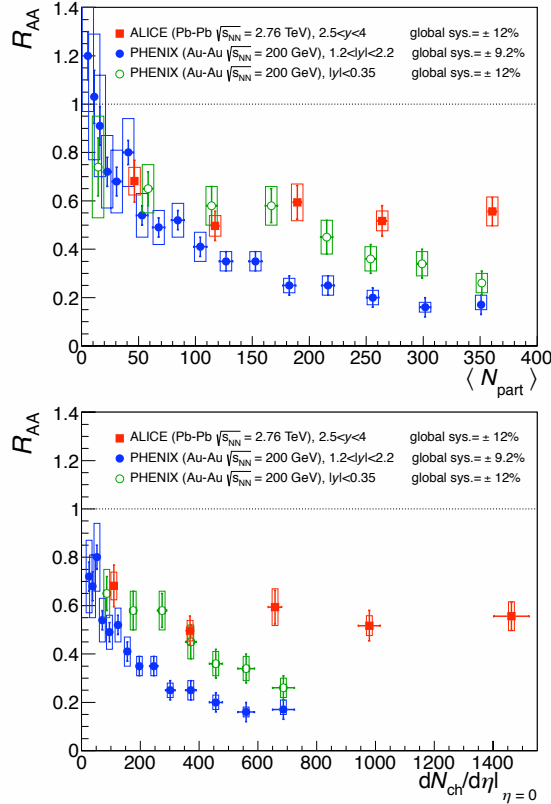 R_AA
1.4
ALICE (Pb-Pb √s_NN = 2.76 TeV), 2.5<y<4 global sys.= ± 12%
PHENIX (Au-Au √s_NN = 200 GeV), 1.2<|y|<2.2 global sys.= ± 9.2%
1.2
PHENIX (Au-Au √s_NN = 200 GeV), |y|<0.35 global sys.= ± 12%
1
0.8
0.6
0.4
0.2
0
0 50 100 150 200 250 300 350 400
⟨ N_part ⟩
R_AA
1.4
ALICE (Pb-Pb √s_NN = 2.76 TeV), 2.5<y<4 global sys.= ± 12%
PHENIX (Au-Au √s_NN = 200 GeV), 1.2<|y|<2.2 global sys.= ± 9.2%
1.2
PHENIX (Au-Au √s_NN = 200 GeV), |y|<0.35 global sys.= ± 12%
1
0.8
0.6
0.4
0.2
0
0 200 400 600 800 1000 1200 1400
dN_ch/dη|_η = 0